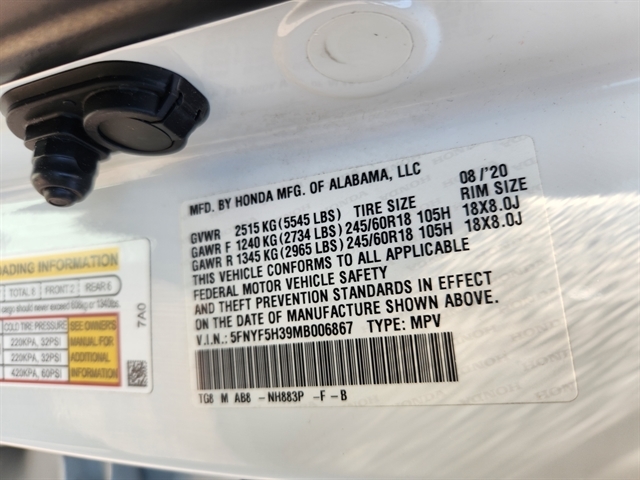 MFD. BY HONDA MFG. OF ALABAMA, LLC 08/'20
GVWR 2515 KG (5545 LBS) TIRE SIZE RIM SIZE
GAWR F 1240 KG (2734 LBS) 245/60R18 105H 18X8.0J
GAWR R 1345 KG (2965 LBS) 245/60R18 105H 18X8.0J
THIS VEHICLE CONFORMS TO ALL APPLICABLE
FEDERAL MOTOR VEHICLE SAFETY
AND THEFT PREVENTION STANDARDS IN EFFECT
ON THE DATE OF MANUFACTURE SHOWN ABOVE.
V.I.N.: 5FNYF5H39MB006867 TYPE: MPV
TG8 M AB8 -NH883P -F -B
OADING INFORMATION
TOTAL 8 FRONT 2 REAR 6
COLD TIRE PRESSURE SEE OWNER'S
220KPA, 32PSI MANUAL FOR
220KPA, 32PSI ADDITIONAL
420KPA, 60PSI INFORMATION
7A0